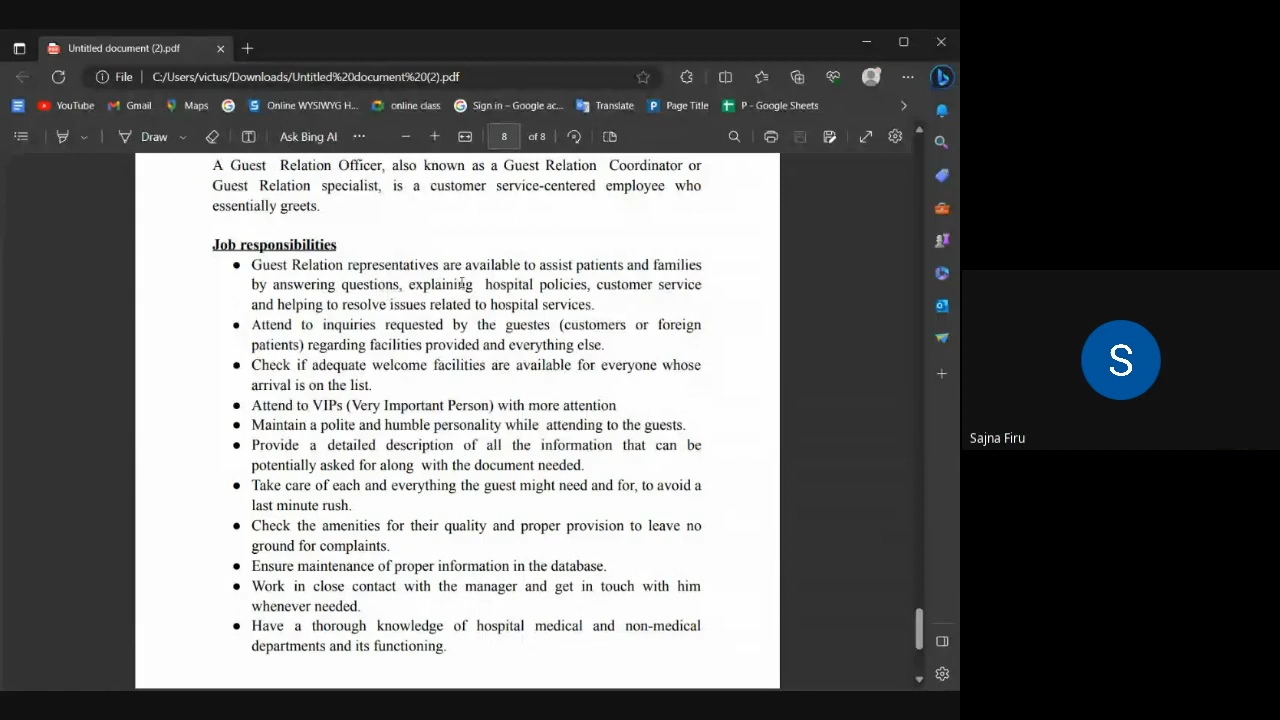 Untitled document (2).pdf
File
C:/Users/victus/Downloads/Untitled%20document%20(2).pdf
YouTube
Gmail
Maps
Online WYSIWYG H...
online class
Sign in – Google ac...
Translate
Page Title
P - Google Sheets
Draw
Ask Bing AI
8
of 8
A Guest Relation Officer, also known as a Guest Relation Coordinator or
Guest Relation specialist, is a customer service-centered employee who
essentially greets.
Job responsibilities
● Guest Relation representatives are available to assist patients and families
by answering questions, explaining hospital policies, customer service
and helping to resolve issues related to hospital services.
● Attend to inquiries requested by the guestes (customers or foreign
patients) regarding facilities provided and everything else.
● Check if adequate welcome facilities are available for everyone whose
arrival is on the list.
● Attend to VIPs (Very Important Person) with more attention
● Maintain a polite and humble personality while attending to the guests.
● Provide a detailed description of all the information that can be
potentially asked for along with the document needed.
● Take care of each and everything the guest might need and for, to avoid a
last minute rush.
● Check the amenities for their quality and proper provision to leave no
ground for complaints.
● Ensure maintenance of proper information in the database.
● Work in close contact with the manager and get in touch with him
whenever needed.
● Have a thorough knowledge of hospital medical and non-medical
departments and its functioning.
S
Sajna Firu